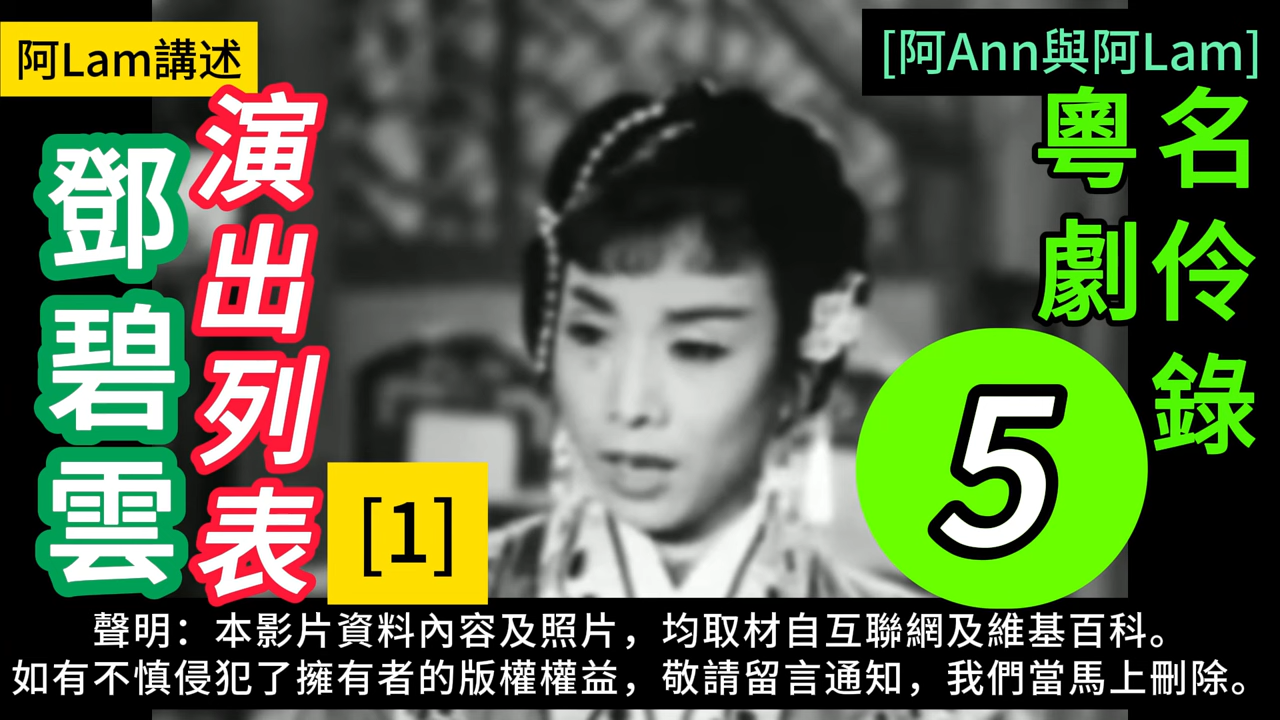 阿Lam講述
[阿Ann與阿Lam]
鄧碧雲
演出列表
[1]
粵劇
名伶錄
5
聲明：本影片資料內容及照片，均取材自互聯網及維基百科。
如有不慎侵犯了擁有者的版權權益，敬請留言通知，我們當馬上刪除。